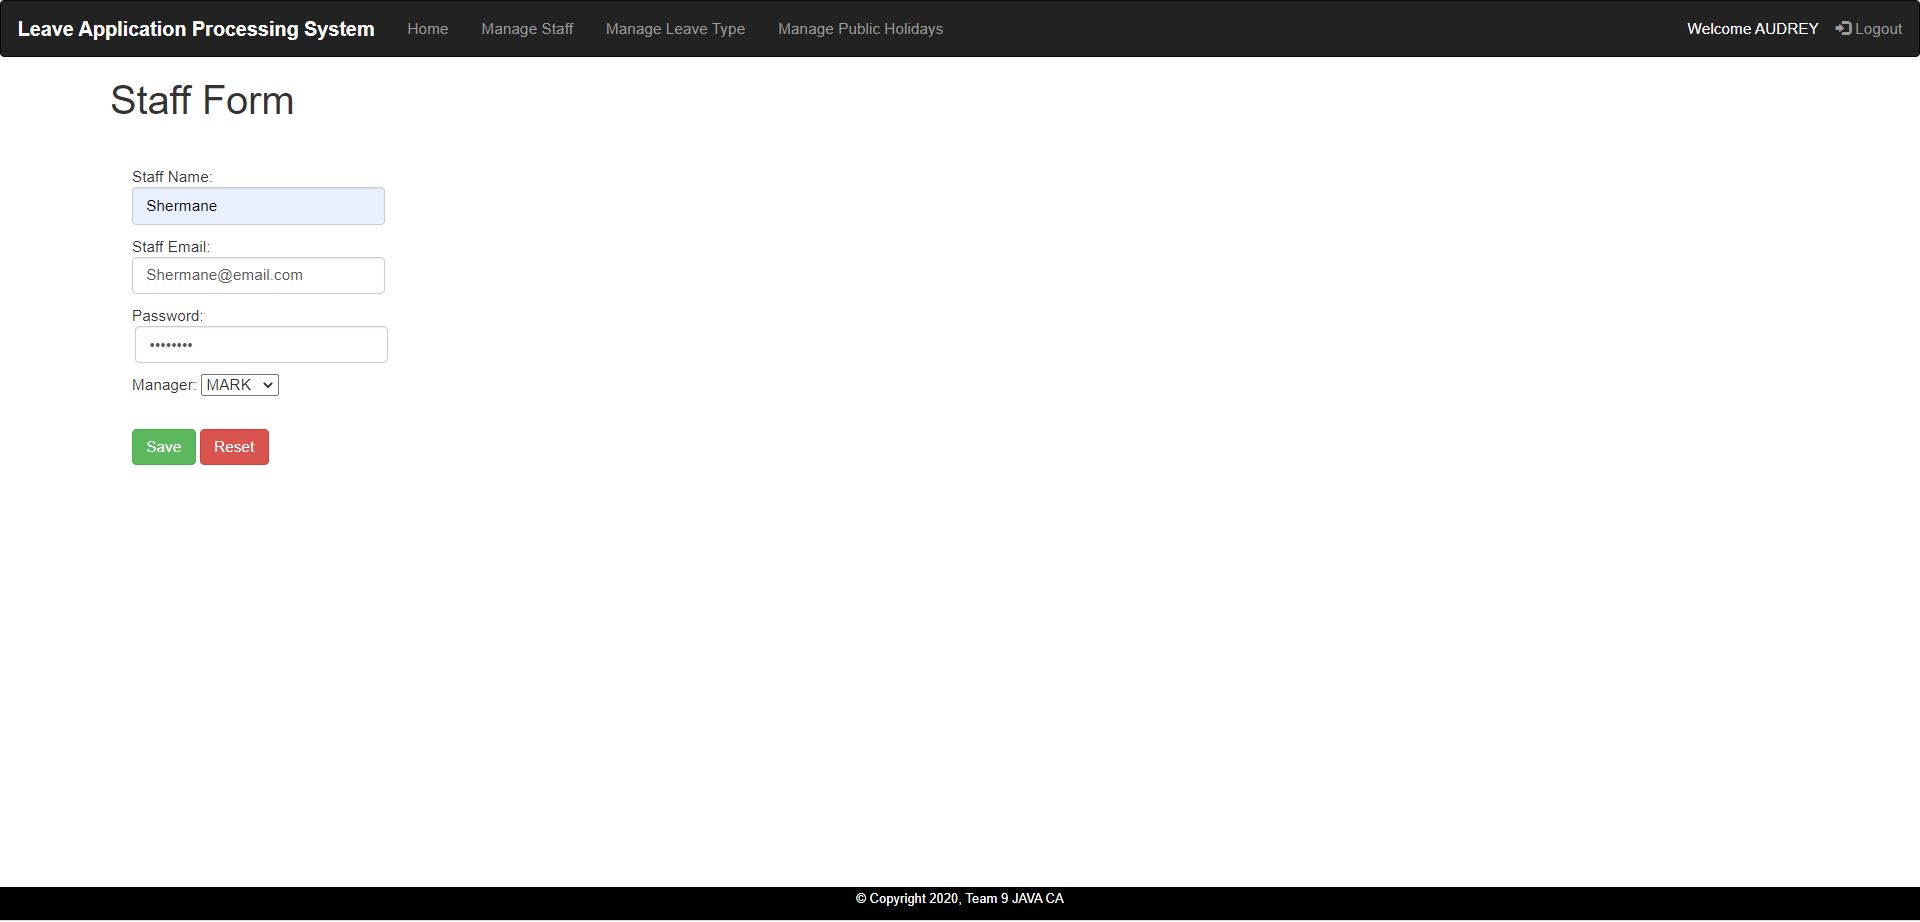 Leave Application Processing System Home Manage Staff Manage Leave Type Manage Public Holidays Welcome AUDREY Logout
Staff Form
Staff Name:
Shermane
Staff Email:
Shermane@email.com
Password:
••••••••
Manager: MARK
Save Reset
© Copyright 2020, Team 9 JAVA CA